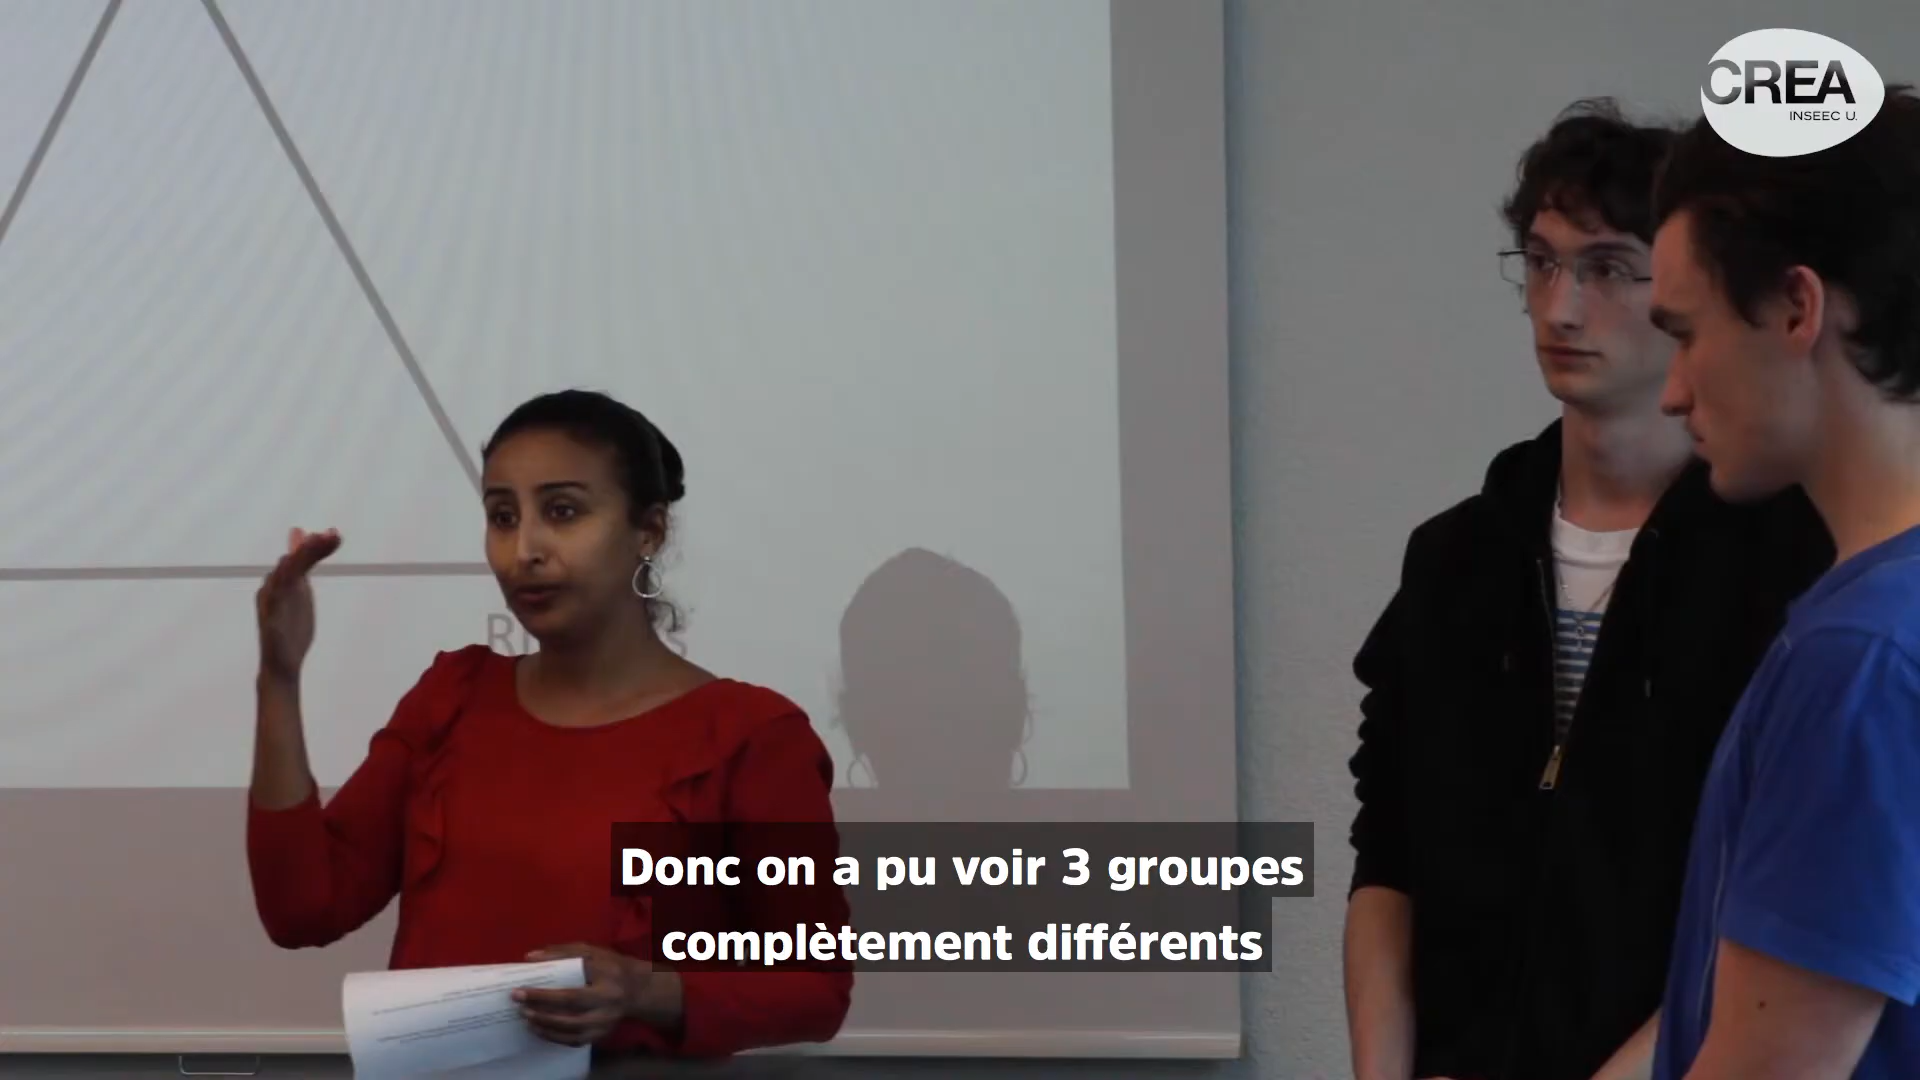 CREA
INSEEC U.
Donc on a pu voir 3 groupes
complètement différents